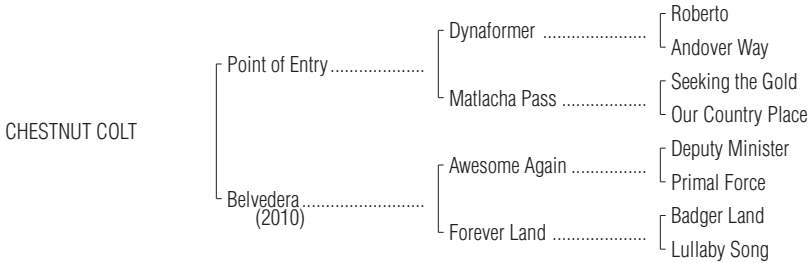 Roberto
Dynaformer ......................
Andover Way
Point of Entry....................
Seeking the Gold
Matlacha Pass .................
Our Country Place
CHESTNUT COLT
Deputy Minister
Awesome Again ...............
Primal Force
Belvedera..........................
(2010)
Badger Land
Forever Land ...................
Lullaby Song